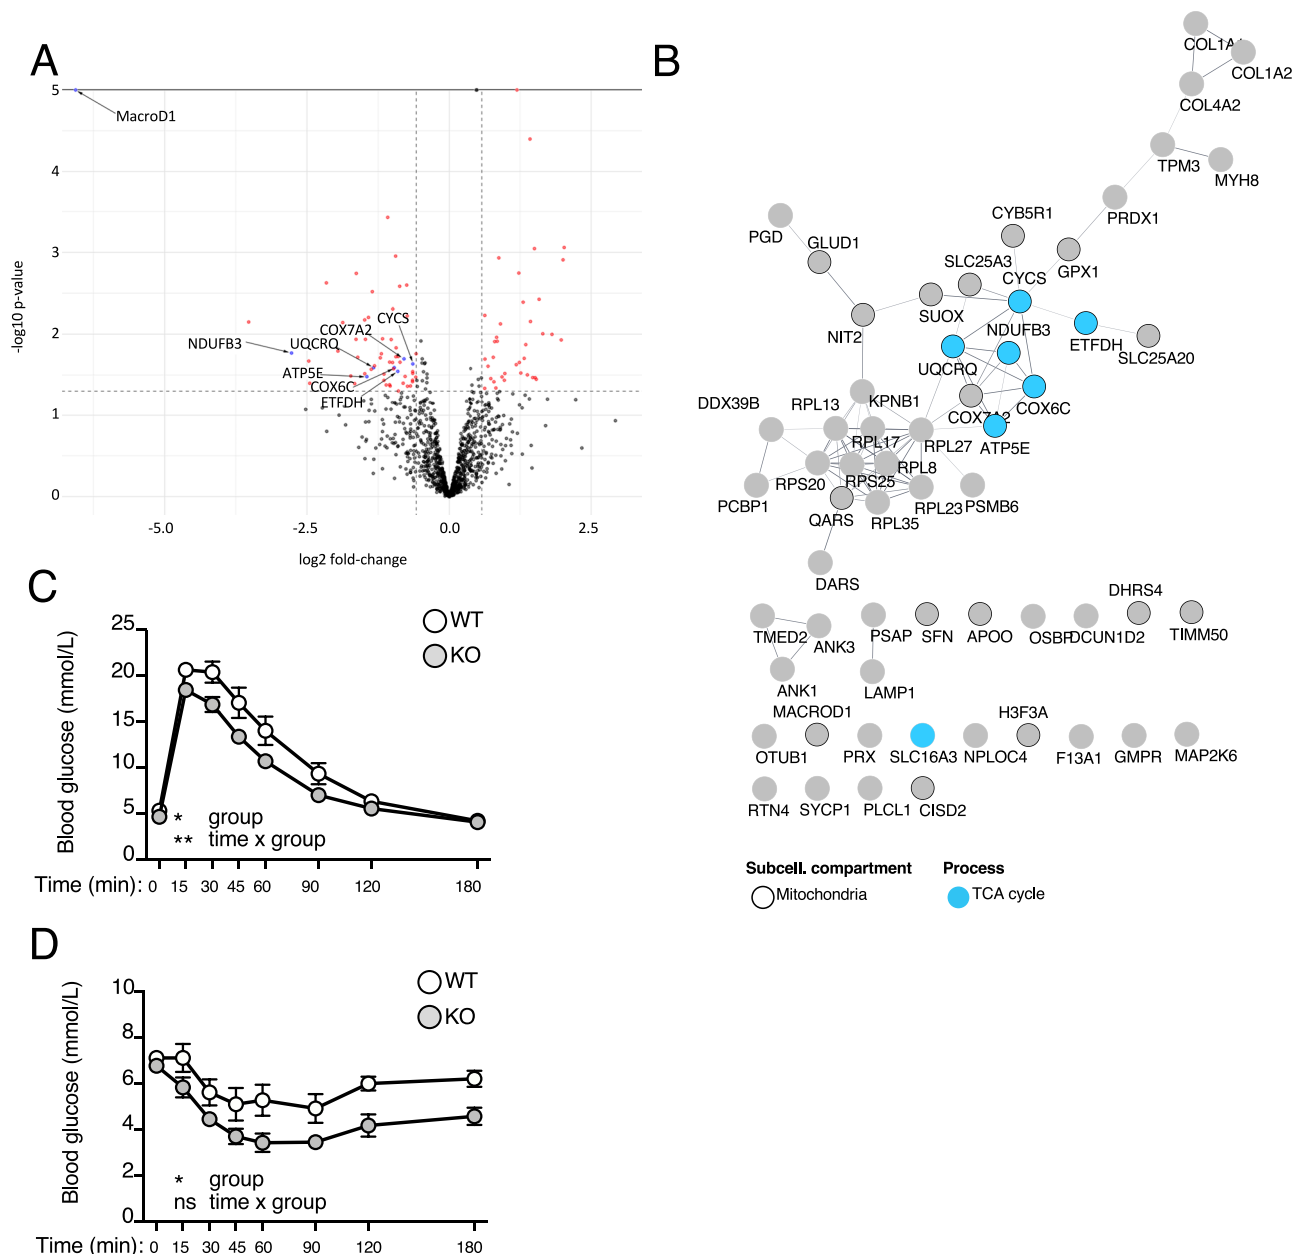 A
5
MacroD1
4
-log10 p-value
3
2
CYCS
COX7A2
NDUFB3
UQCRQ
ATP5E
COX6C
ETFDH
1
0
-5.0
-2.5
0.0
2.5
log2 fold-change
B
COL1A1
COL1A2
COL4A2
TPM3
MYH8
PRDX1
CYB5R1
PGD
GLUD1
SLC25A3
GPX1
CYCS
SUOX
NDUFB3
NIT2
ETFDH
SLC25A20
UQCRQ
COX6C
COX7A2
KPNB1
DDX39B
RPL13
RPL17
RPL27
ATP5E
RPL8
RPS20
RPS25
PCBP1
QARS
RPL23
PSMB6
RPL35
DARS
DHRS4
TMED2
ANK3
PSAP
SFN
APOO
OSBP
DCUN1D2
TIMM50
ANK1
LAMP1
MACROD1
H3F3A
OTUB1
PRX
SLC16A3
NPLOC4
F13A1
GMPR
MAP2K6
RTN4
SYCP1
PLCL1
CISD2
Subcell. compartment
Process
Mitochondria
TCA cycle
C
WT
KO
Blood glucose (mmol/L)
25
20
15
10
5
0
* group
** time x group
Time (min): 0 15 30 45 60 90 120 180
D
WT
KO
Blood glucose (mmol/L)
10
8
6
4
2
0
* group
ns time x group
Time (min): 0 15 30 45 60 90 120 180